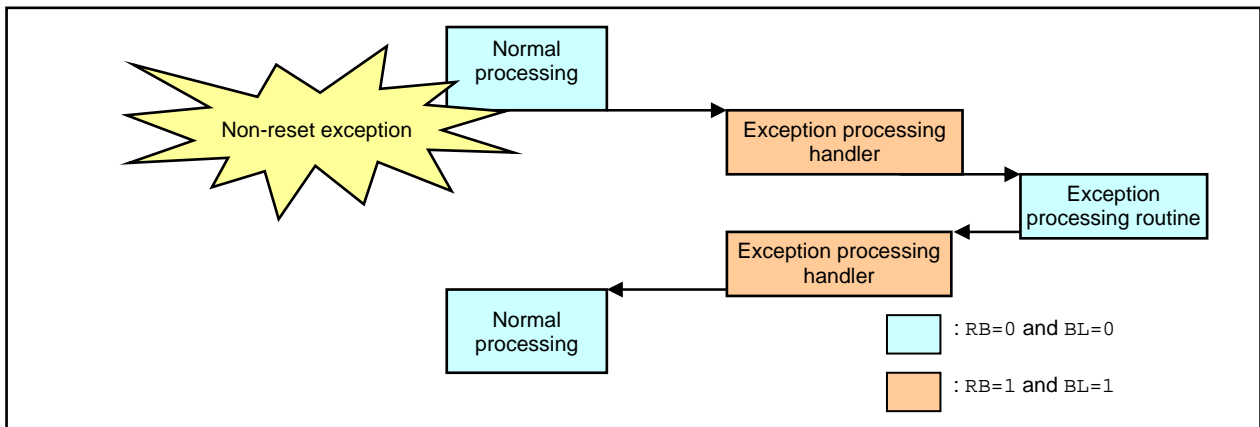 Normal
processing
Non-reset exception
Exception processing
handler
Exception
processing routine
Exception processing
handler
Normal
processing
: RB=0 and BL=0
: RB=1 and BL=1